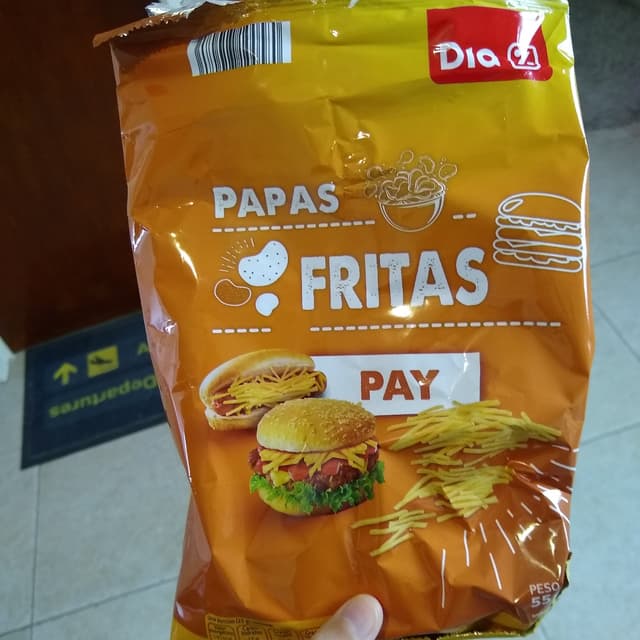 Dia %
PAPAS
FRITAS
PAY
Departures
PESO